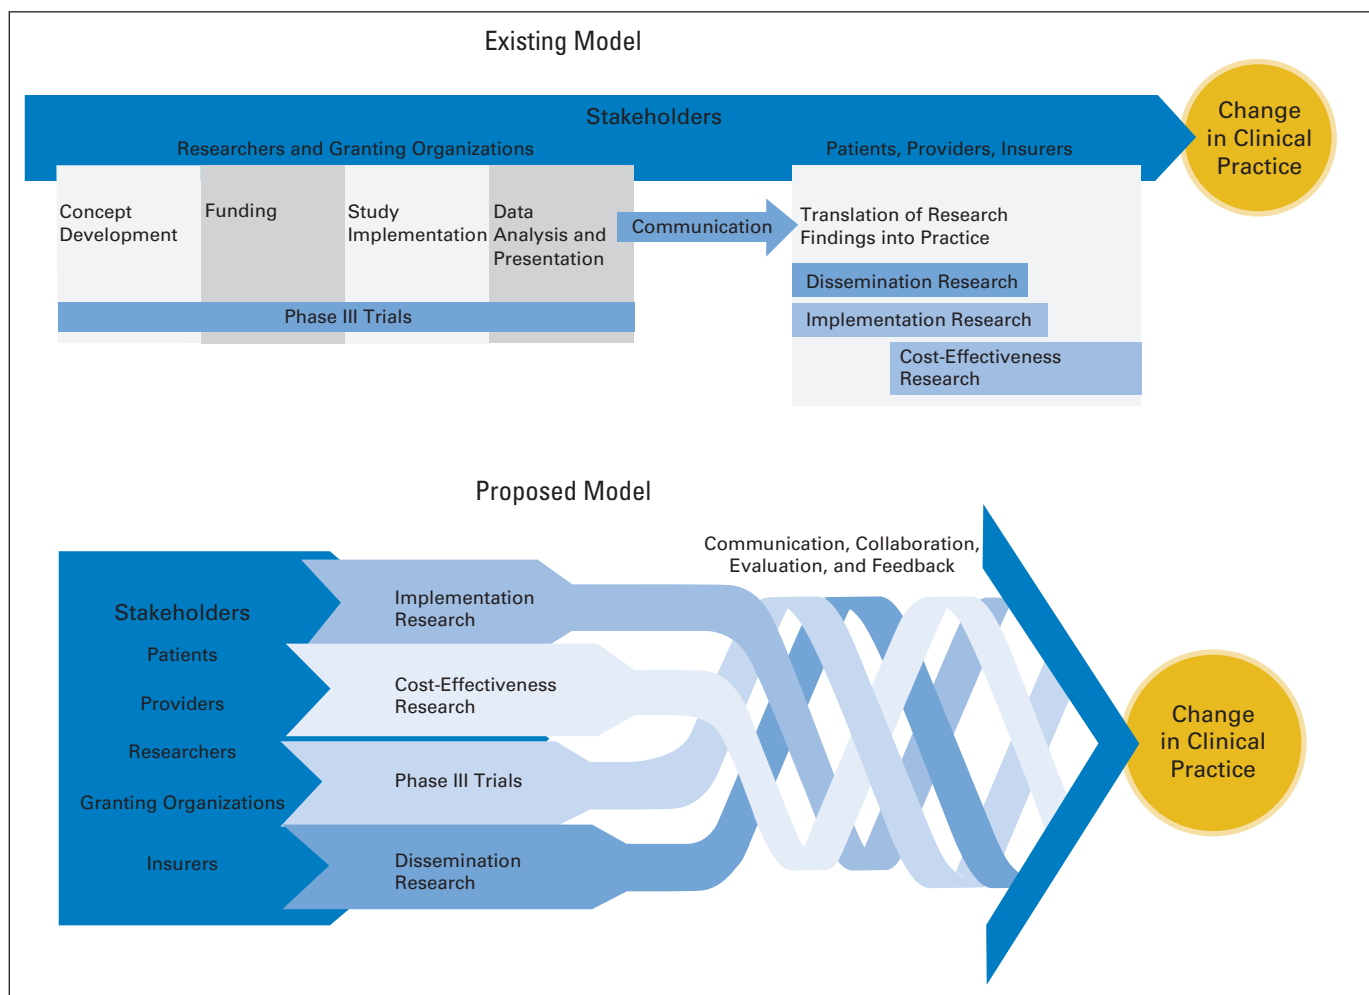 Existing Model
Stakeholders
Researchers and Granting Organizations
Patients, Providers, Insurers
Change
in Clinical
Practice
Concept
Development
Funding
Study
Implementation
Data
Analysis and
Presentation
Communication
Translation of Research
Findings into Practice
Dissemination Research
Implementation Research
Cost-Effectiveness
Research
Phase III Trials
Proposed Model
Stakeholders
Patients
Providers
Researchers
Granting Organizations
Insurers
Implementation
Research
Cost-Effectiveness
Research
Phase III Trials
Dissemination
Research
Communication, Collaboration,
Evaluation, and Feedback
Change
in Clinical
Practice